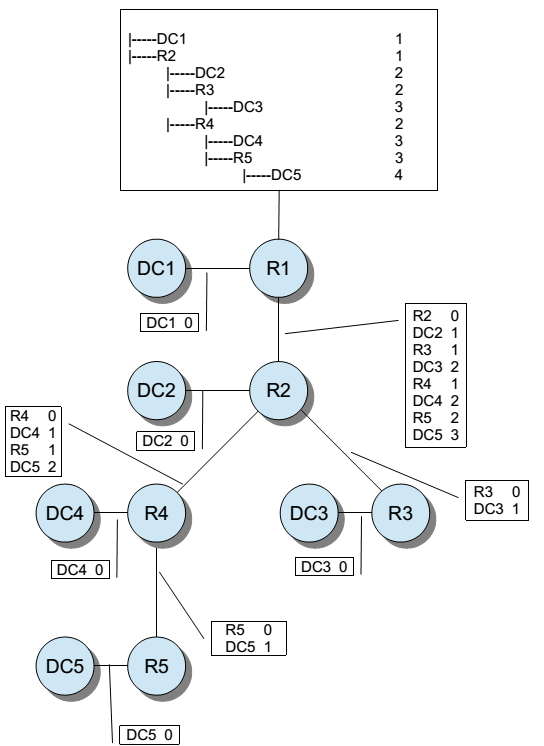 |-----DC1 1
|-----R2 1
|-----DC2 2
|-----R3 2
|-----DC3 3
|-----R4 2
|-----DC4 3
|-----R5 3
|-----DC5 4
DC1
R1
DC1 0
R2 0
DC2 1
R3 1
DC3 2
R4 1
DC4 2
R5 2
DC5 3
DC2
R2
DC2 0
R4 0
DC4 1
R5 1
DC5 2
R3 0
DC3 1
DC4
R4
DC3
R3
DC4 0
DC3 0
R5 0
DC5 1
DC5
R5
DC5 0